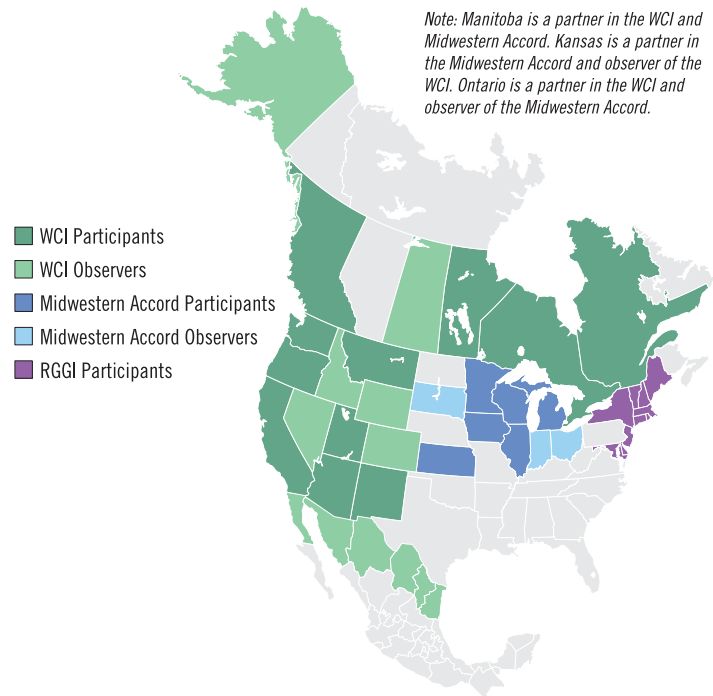 Note: Manitoba is a partner in the WCI and
Midwestern Accord. Kansas is a partner in
the Midwestern Accord and observer of the
WCI. Ontario is a partner in the WCI and
observer of the Midwestern Accord.
WCI Participants
WCI Observers
Midwestern Accord Participants
Midwestern Accord Observers
RGGI Participants